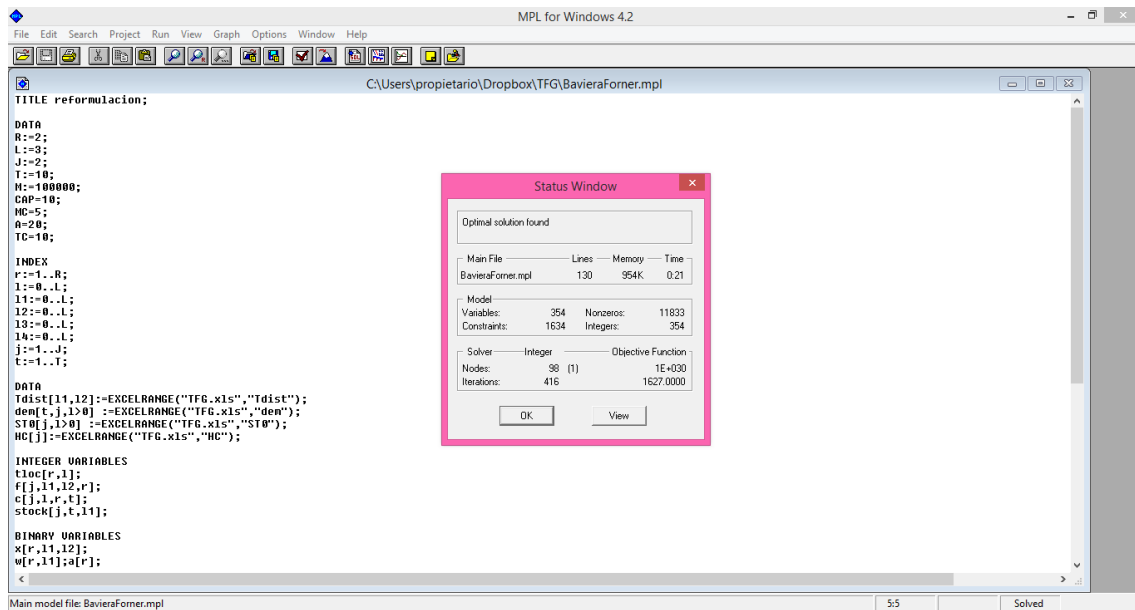 MPL for Windows 4.2
File Edit Search Project Run View Graph Options Window Help
C:\Users\propietario\Dropbox\TFG\BavieraForner.mpl
TITLE reformulacion;
DATA
R:=2;
L:=3;
J:=2;
T:=10;
M:=100000;
CAP=10;
MC=5;
A=20;
TC=10;
INDEX
r:=1..R;
l:=0..L;
l1:=0..L;
l2:=0..L;
l3:=0..L;
l4:=0..L;
j:=1..J;
t:=1..T;
DATA
Tdist[l1,l2]:=EXCELRANGE("TFG.xls","Tdist");
dem[t,j,l>0] :=EXCELRANGE("TFG.xls","dem");
ST0[j,l>0] :=EXCELRANGE("TFG.xls","ST0");
HC[j]:=EXCELRANGE("TFG.xls","HC");
INTEGER VARIABLES
tloc[r,l];
f[j,l1,l2,r];
c[j,l,r,t];
stock[j,t,l1];
BINARY VARIABLES
x[r,l1,l2];
w[r,l1];a[r];
Status Window
Optimal solution found
Main File Lines Memory Time
BavieraForner.mpl 130 954K 0:21
Model
Variables: 354 Nonzeros: 11833
Constraints: 1634 Integers: 354
Solver Integer Objective Function
Nodes: 98 (1) 1E+030
Iterations: 416 1627.0000
OK View
Main model file: BavieraForner.mpl 5:5 Solved